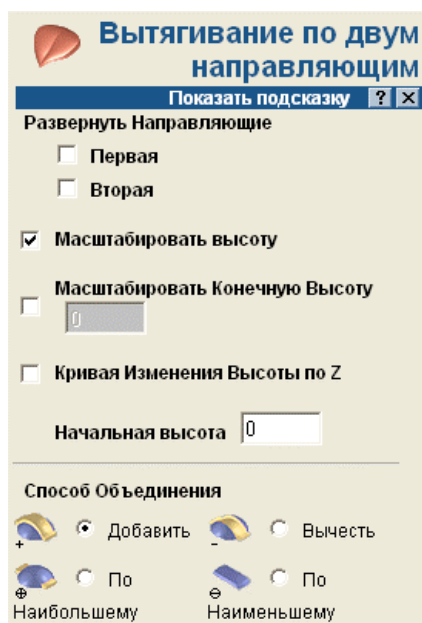 Вытягивание по двум
направляющим
Показать подсказку ? ×
Развернуть Направляющие
Первая
Вторая
Масштабировать высоту
Масштабировать Конечную Высоту
0
Кривая Изменения Высоты по Z
Начальная высота 0
Способ Объединения
Добавить Вычесть
По Наибольшему По Наименьшему